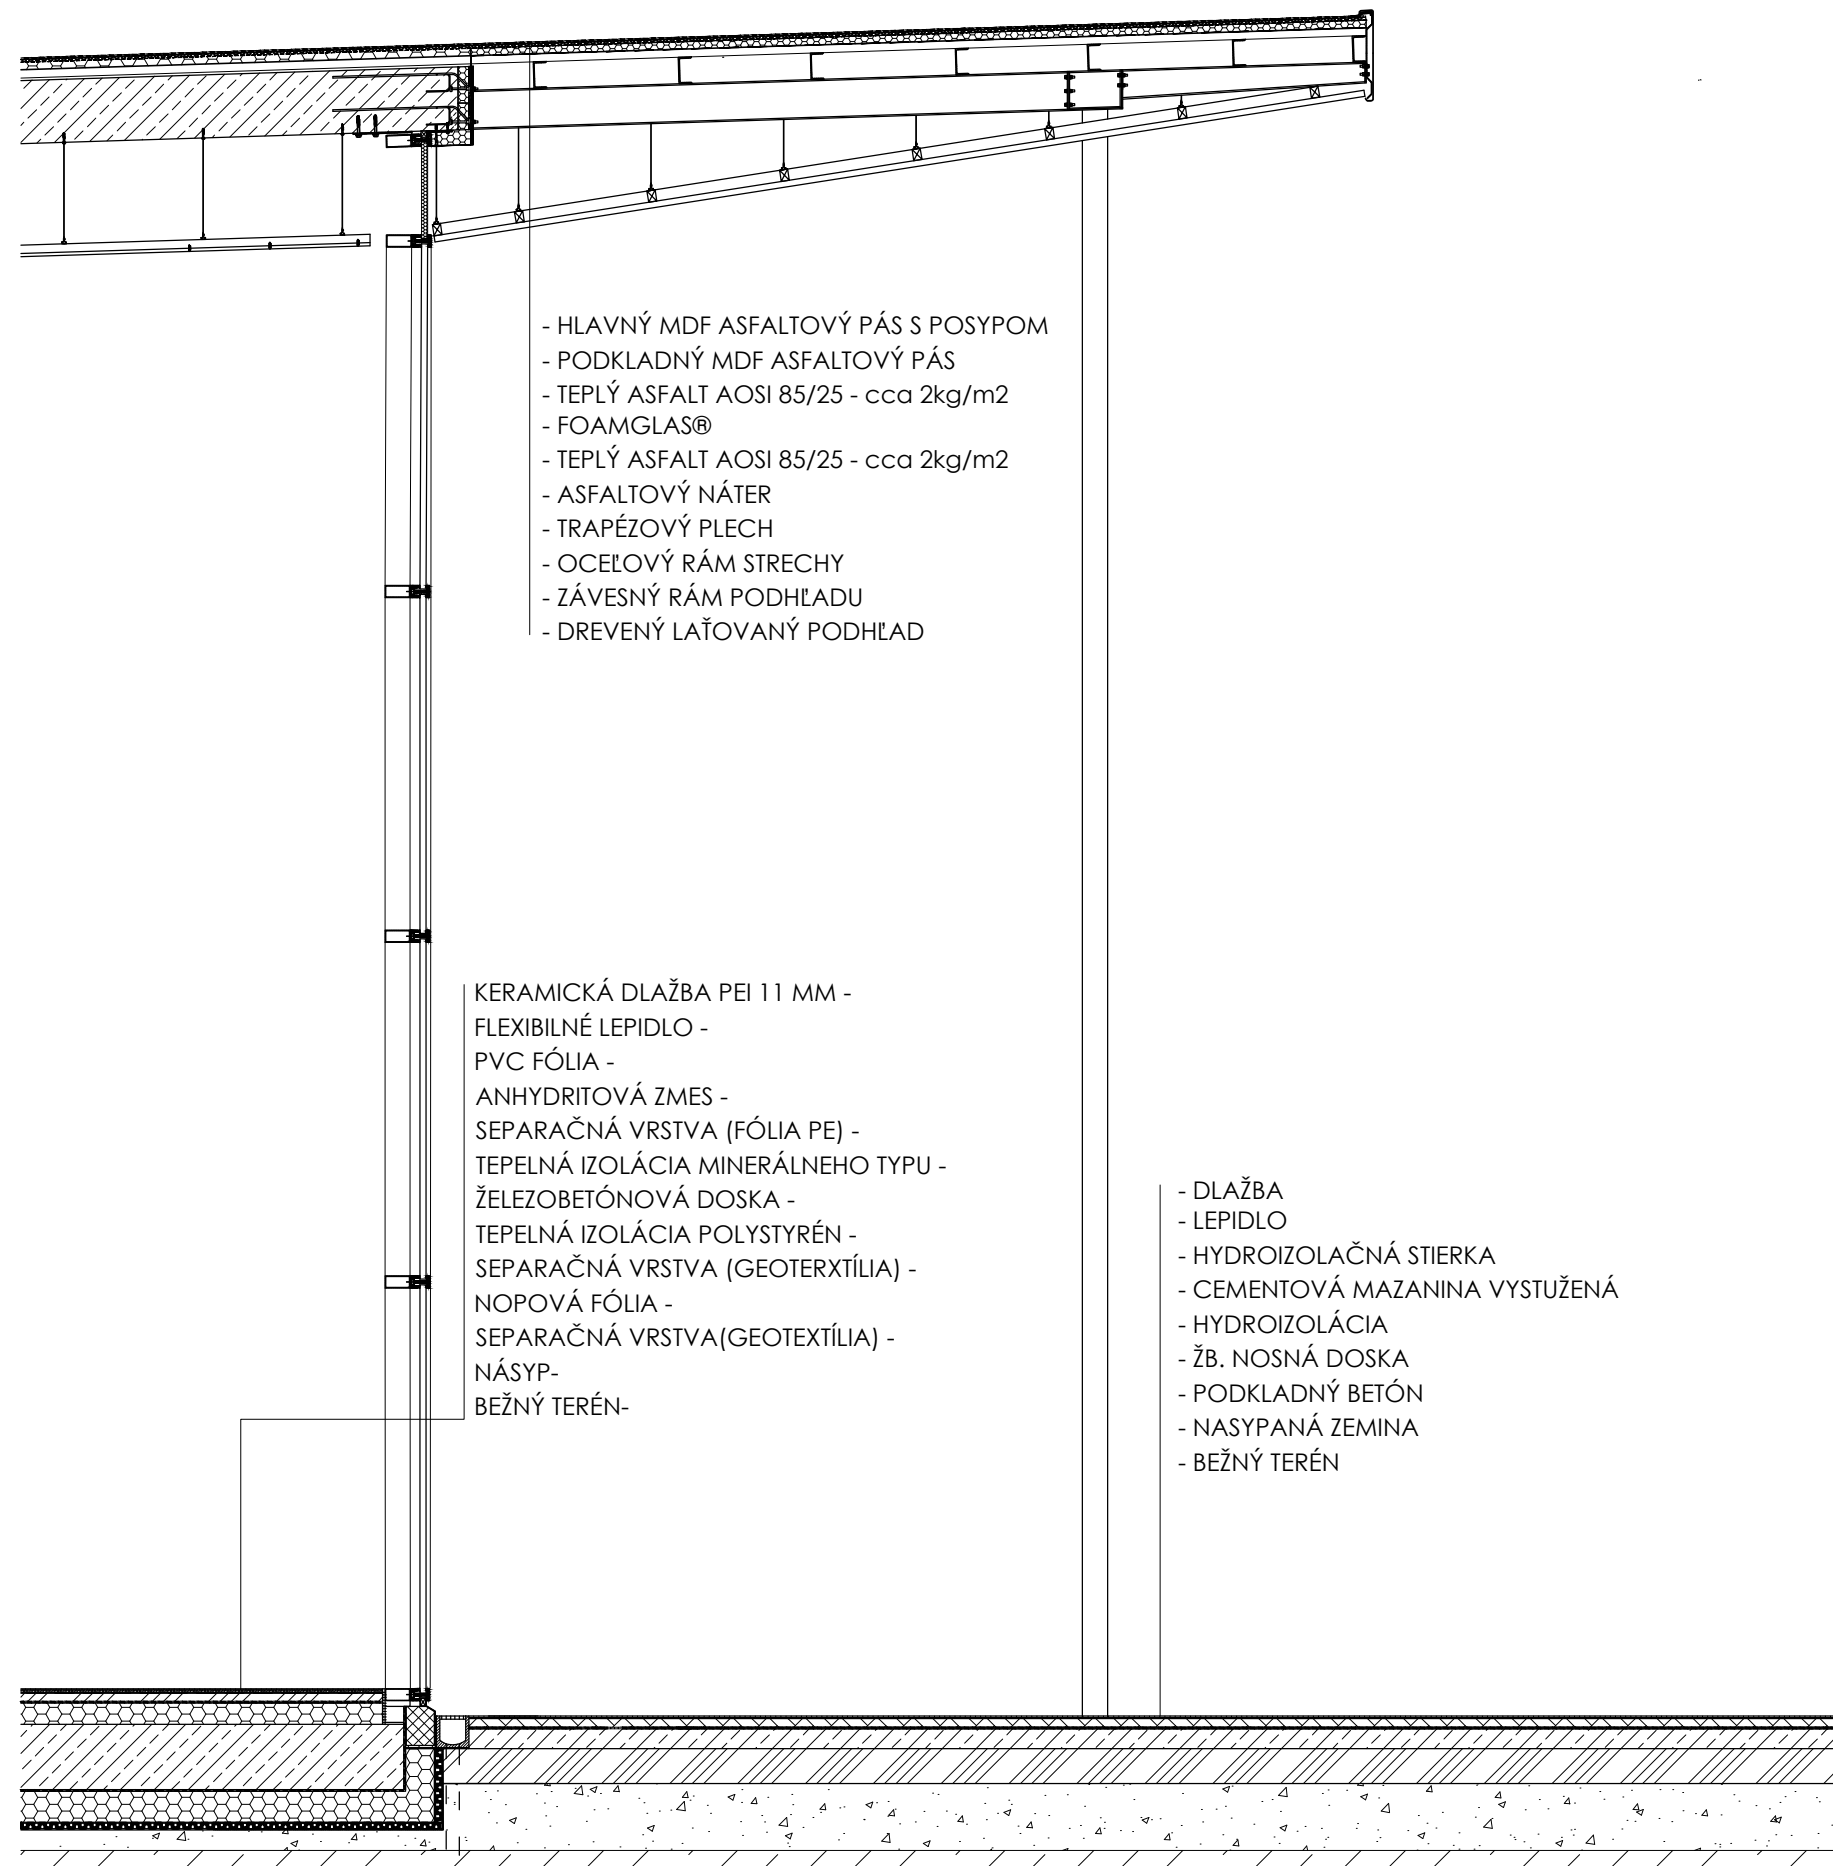 - HLAVNÝ MDF ASFALTOVÝ PÁS S POSYPOM
- PODKLADNÝ MDF ASFALTOVÝ PÁS
- TEPLÝ ASFALT AOSI 85/25 - cca 2kg/m2
- FOAMGLAS®
- TEPLÝ ASFALT AOSI 85/25 - cca 2kg/m2
- ASFALTOVÝ NÁTER
- TRAPÉZOVÝ PLECH
- OCEĽOVÝ RÁM STRECHY
- ZÁVESNÝ RÁM PODHĽADU
- DREVENÝ LAŤOVANÝ PODHĽAD
KERAMICKÁ DLAŽBA PEI 11 MM -
FLEXIBILNÉ LEPIDLO -
PVC FÓLIA -
ANHYDRITOVÁ ZMES -
SEPARAČNÁ VRSTVA (FÓLIA PE) -
TEPELNÁ IZOLÁCIA MINERÁLNEHO TYPU -
ŽELEZOBETÓNOVÁ DOSKA -
TEPELNÁ IZOLÁCIA POLYSTYRÉN -
SEPARAČNÁ VRSTVA (GEOTERXTÍLIA) -
NOPOVÁ FÓLIA -
SEPARAČNÁ VRSTVA(GEOTEXTÍLIA) -
NÁSYP-
BEŽNÝ TERÉN-
- DLAŽBA
- LEPIDLO
- HYDROIZOLAČNÁ STIERKA
- CEMENTOVÁ MAZANINA VYSTUŽENÁ
- HYDROIZOLÁCIA
- ŽB. NOSNÁ DOSKA
- PODKLADNÝ BETÓN
- NASYPANÁ ZEMINA
- BEŽNÝ TERÉN